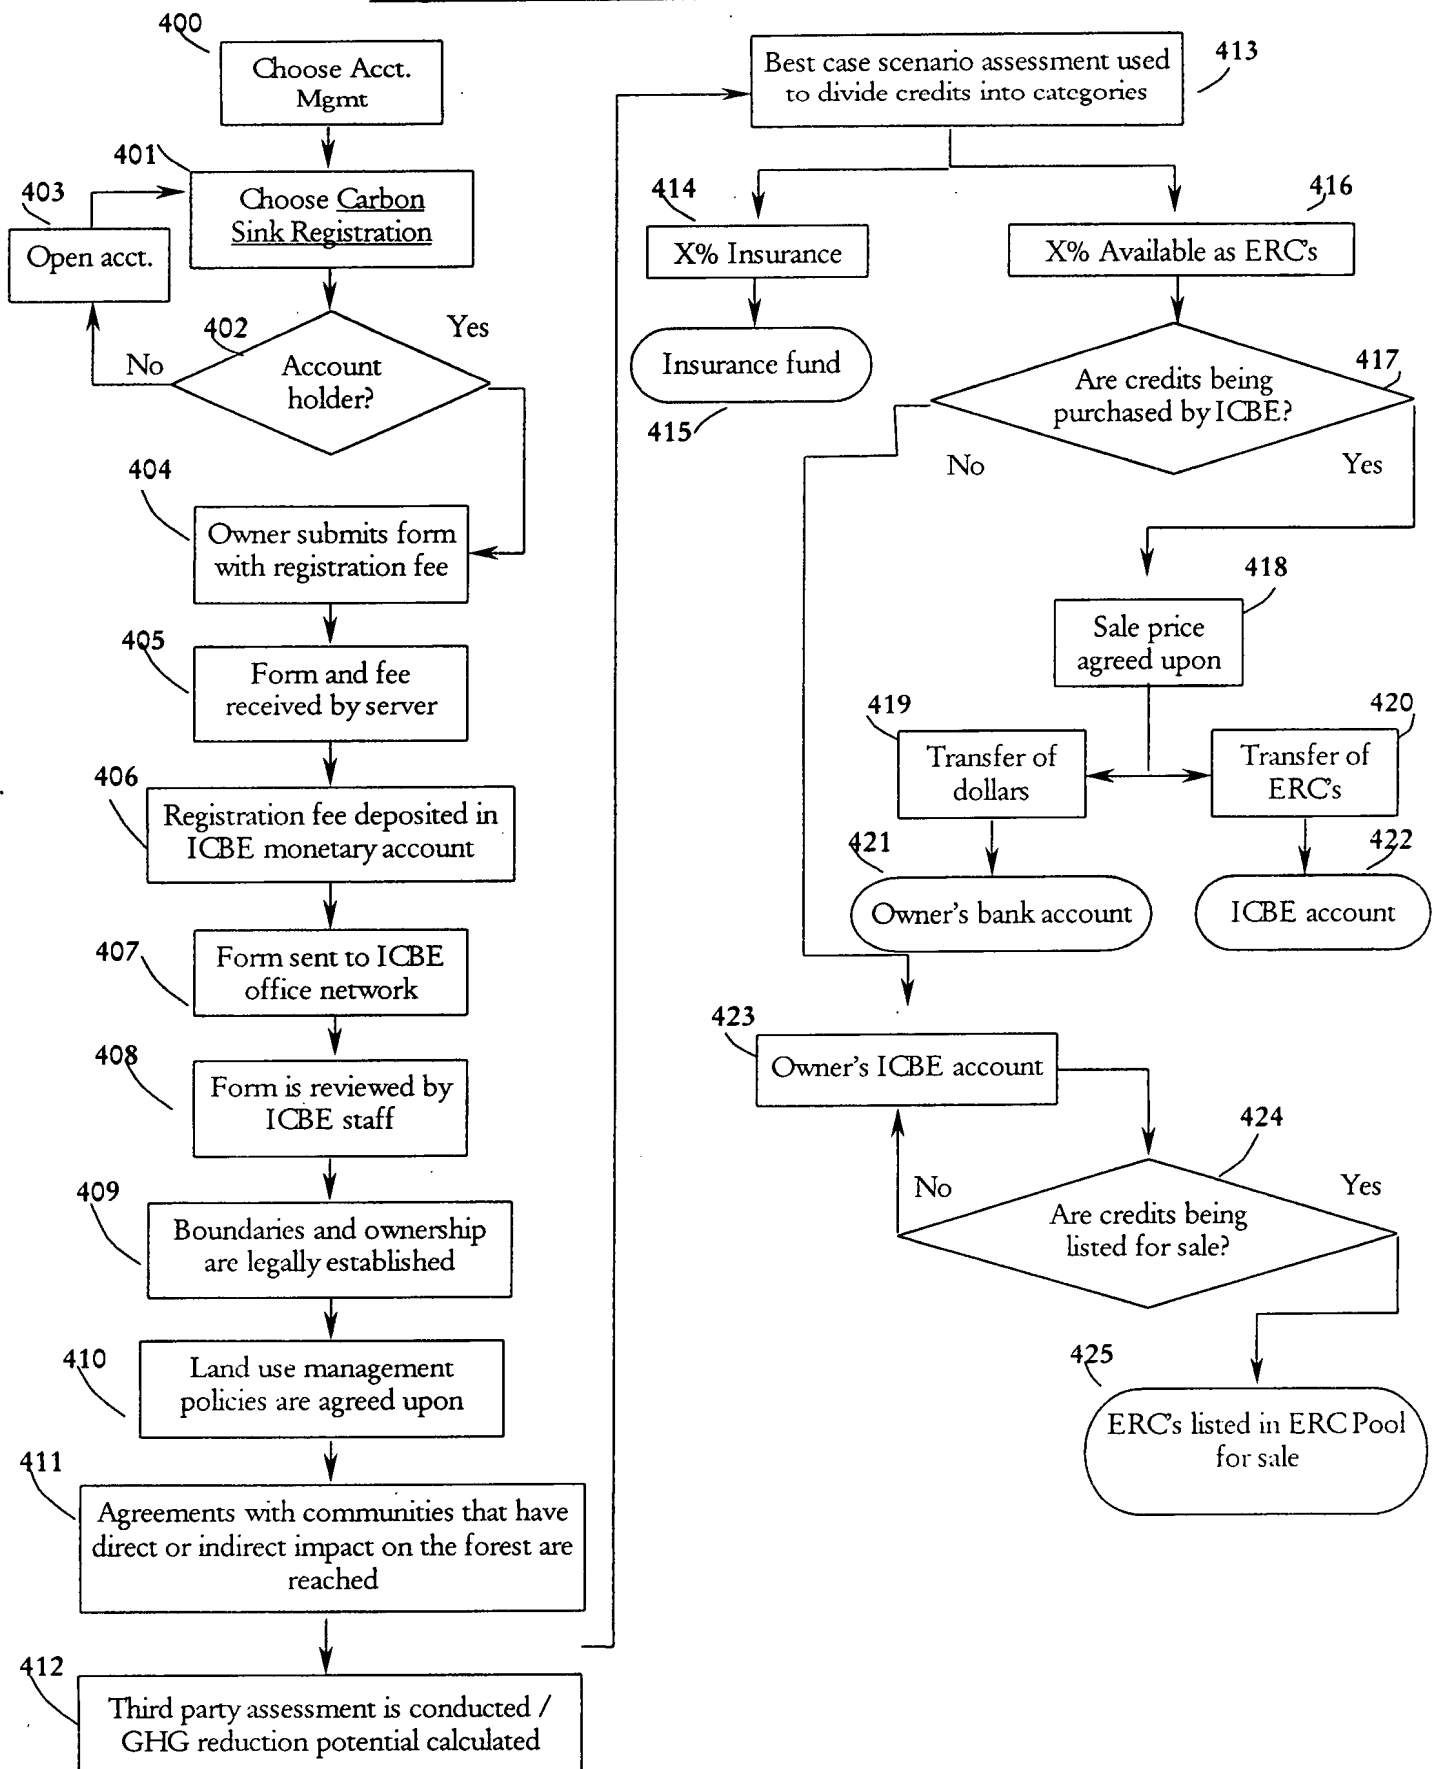 400
Choose Acct.
Mgmt
401
Choose Carbon
Sink Registration
403
Open acct.
402
Yes
No
Account
holder?
404
Owner submits form
with registration fee
405
Form and fee
received by server
406
Registration fee deposited in
ICBE monetary account
407
Form sent to ICBE
office network
408
Form is reviewed by
ICBE staff
409
Boundaries and ownership
are legally established
410
Land use management
policies are agreed upon
411
Agreements with communities that have
direct or indirect impact on the forest are
reached
412
Third party assessment is conducted /
GHG reduction potential calculated
413
Best case scenario assessment used
to divide credits into categories
414
X% Insurance
Insurance fund
415
416
X% Available as ERC's
417
Are credits being
purchased by ICBE?
No
Yes
418
Sale price
agreed upon
419
Transfer of
dollars
420
Transfer of
ERC's
421
Owner's bank account
422
ICBE account
423
Owner's ICBE account
424
No
Yes
Are credits being
listed for sale?
425
ERC's listed in ERC Pool
for sale